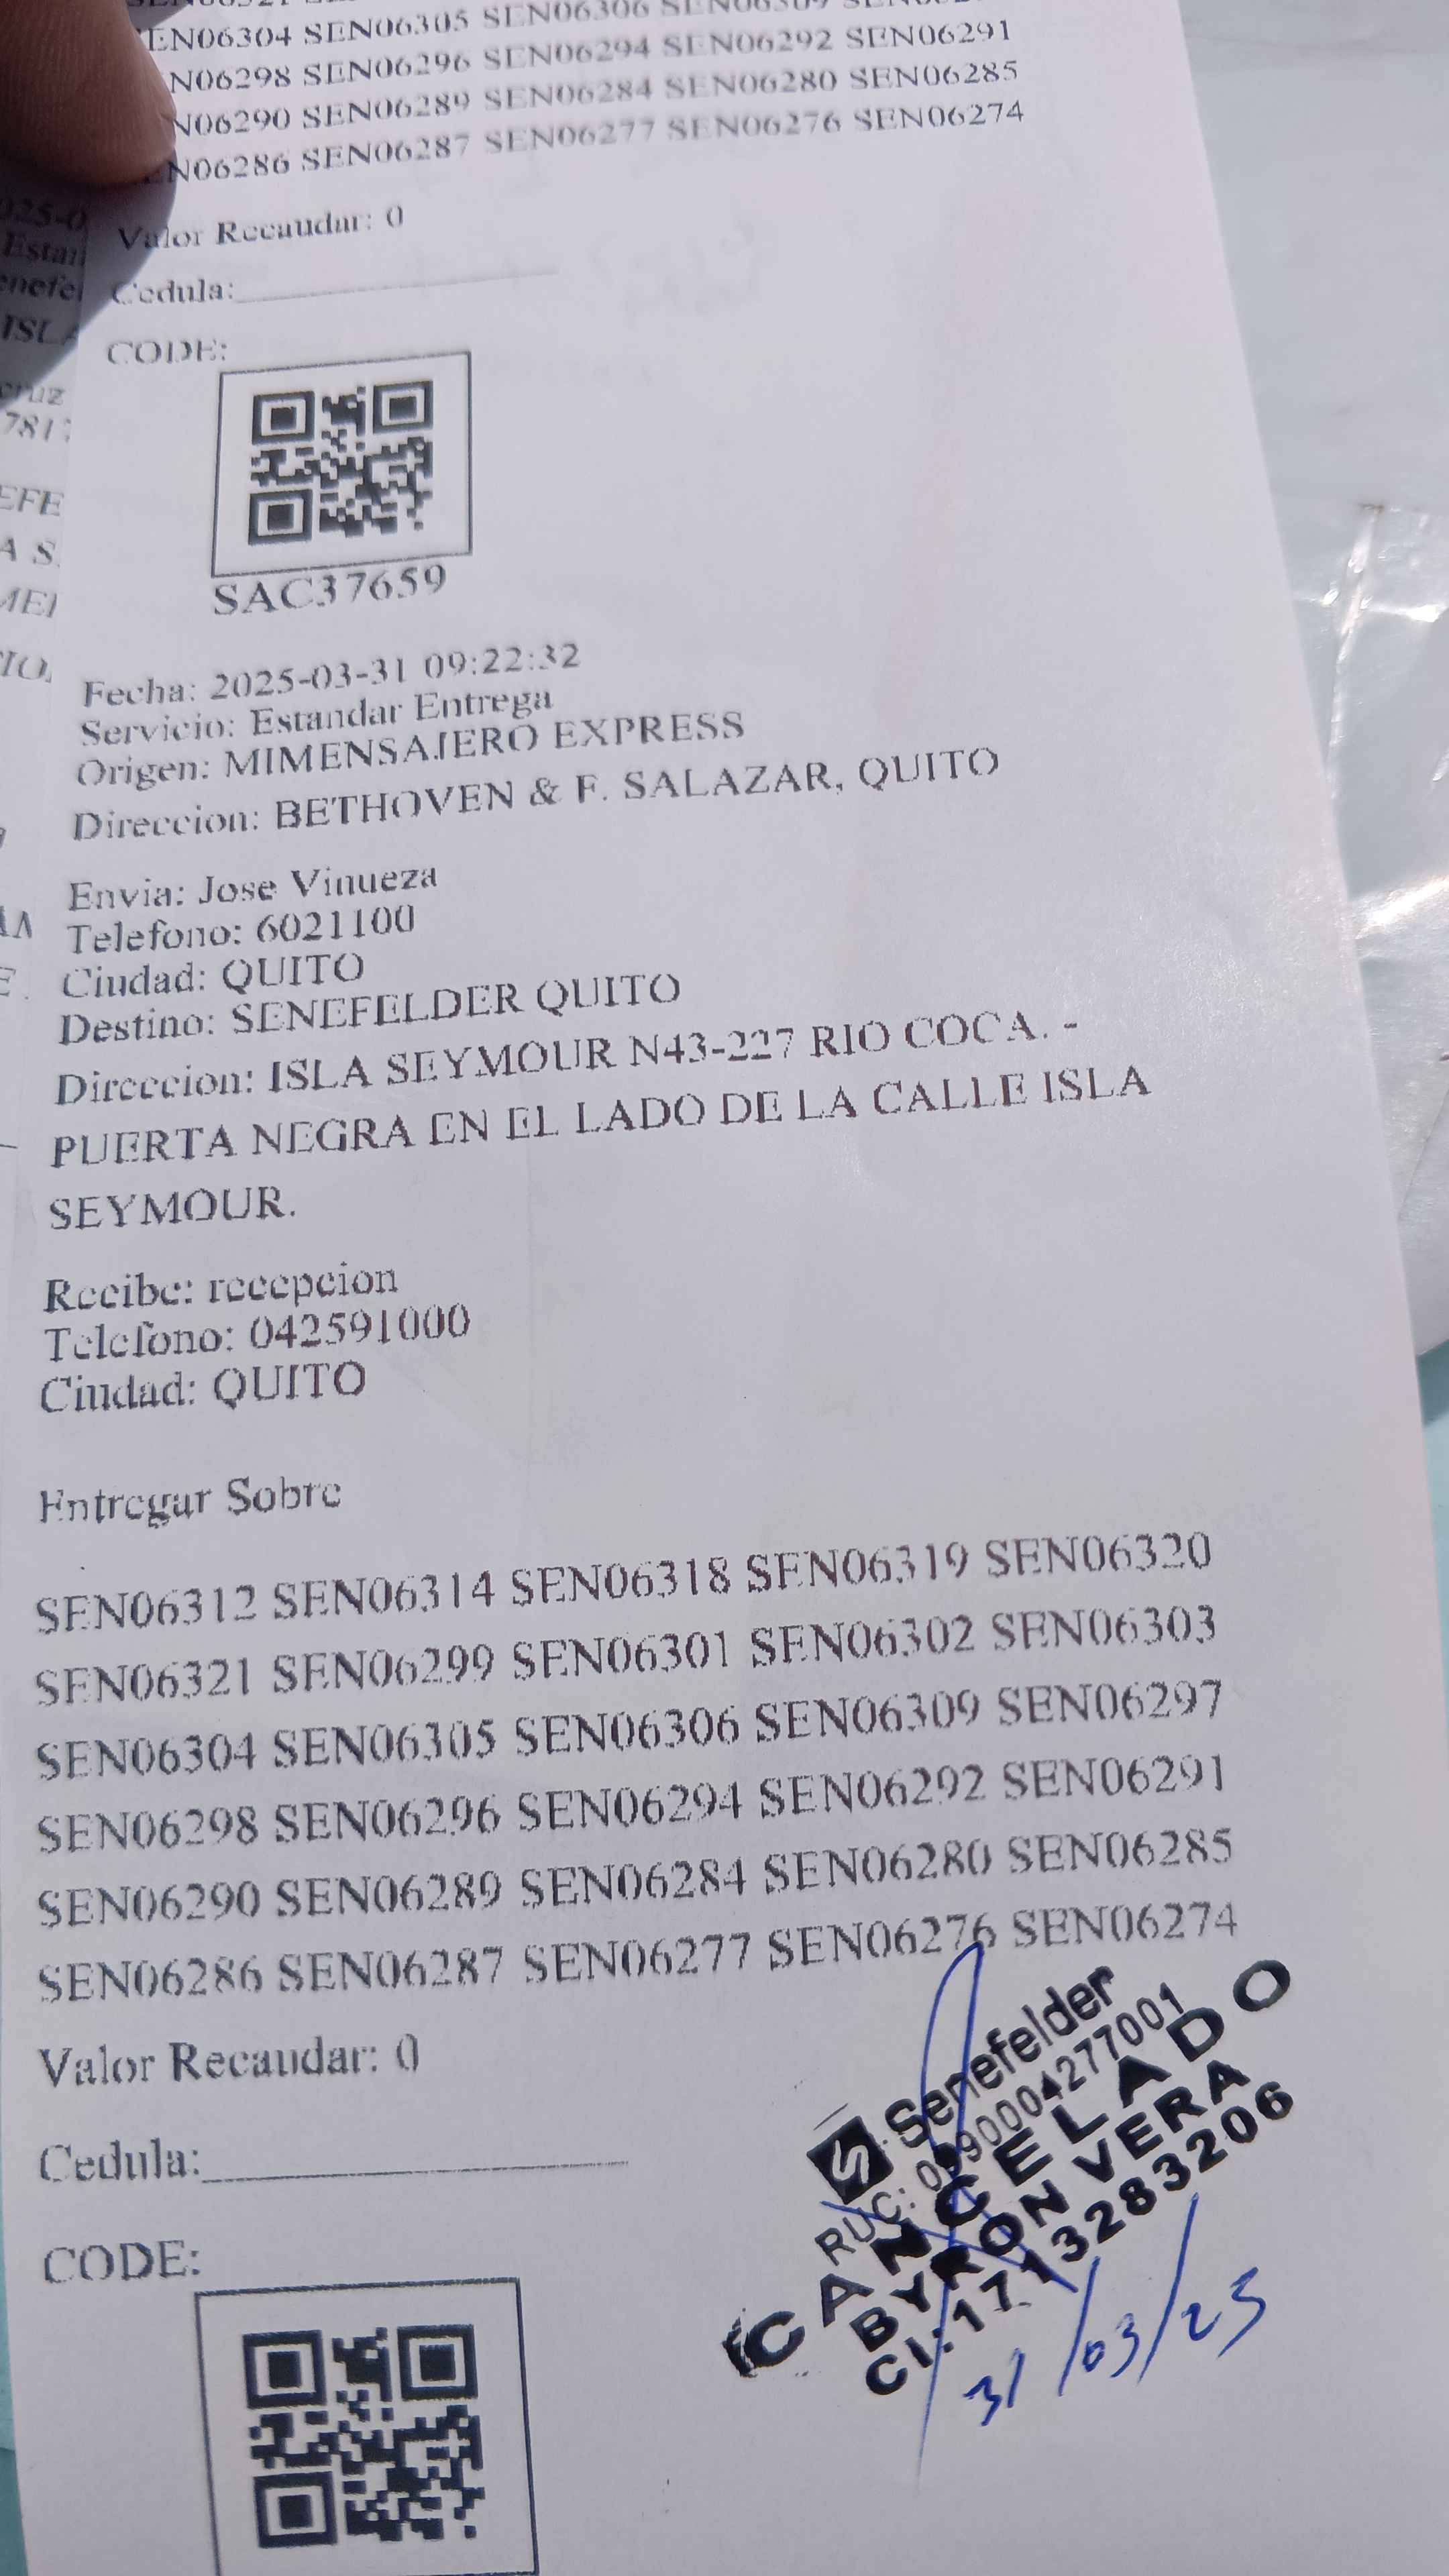 SEN06304 SEN06305 SEN06306 SEN06309
N06298 SEN06296 SEN06294 SEN06292 SEN06291
N06290 SEN06289 SEN06284 SEN06280 SEN06285
EN06286 SEN06287 SEN06277 SEN06276 SEN06274
Valor Recaudar: 0
Cedula:
CODE:
SAC37659
Fecha: 2025-03-31 09:22:32
Servicio: Estandar Entrega
Origen: MIMENSAJERO EXPRESS
Direccion: BETHOVEN & F. SALAZAR, QUITO
Envia: Jose Vinueza
Telefono: 6021100
Ciudad: QUITO
Destino: SENEFELDER QUITO
Direccion: ISLA SEYMOUR N43-227 RIO COCA. -
PUERTA NEGRA EN EL LADO DE LA CALLE ISLA
SEYMOUR.
Recibe: recepcion
Telefono: 042591000
Ciudad: QUITO
Entregar Sobre
SEN06312 SEN06314 SEN06318 SEN06319 SEN06320
SEN06321 SEN06299 SEN06301 SEN06302 SEN06303
SEN06304 SEN06305 SEN06306 SEN06309 SEN06297
SEN06298 SEN06296 SEN06294 SEN06292 SEN06291
SEN06290 SEN06289 SEN06284 SEN06280 SEN06285
SEN06286 SEN06287 SEN06277 SEN06276 SEN06274
Valor Recaudar: 0
Cedula:
CODE:
Senefelder
RUC: 0990004277001
CANCELADO
BYRON VERA
CI:1713283206
31/03/25